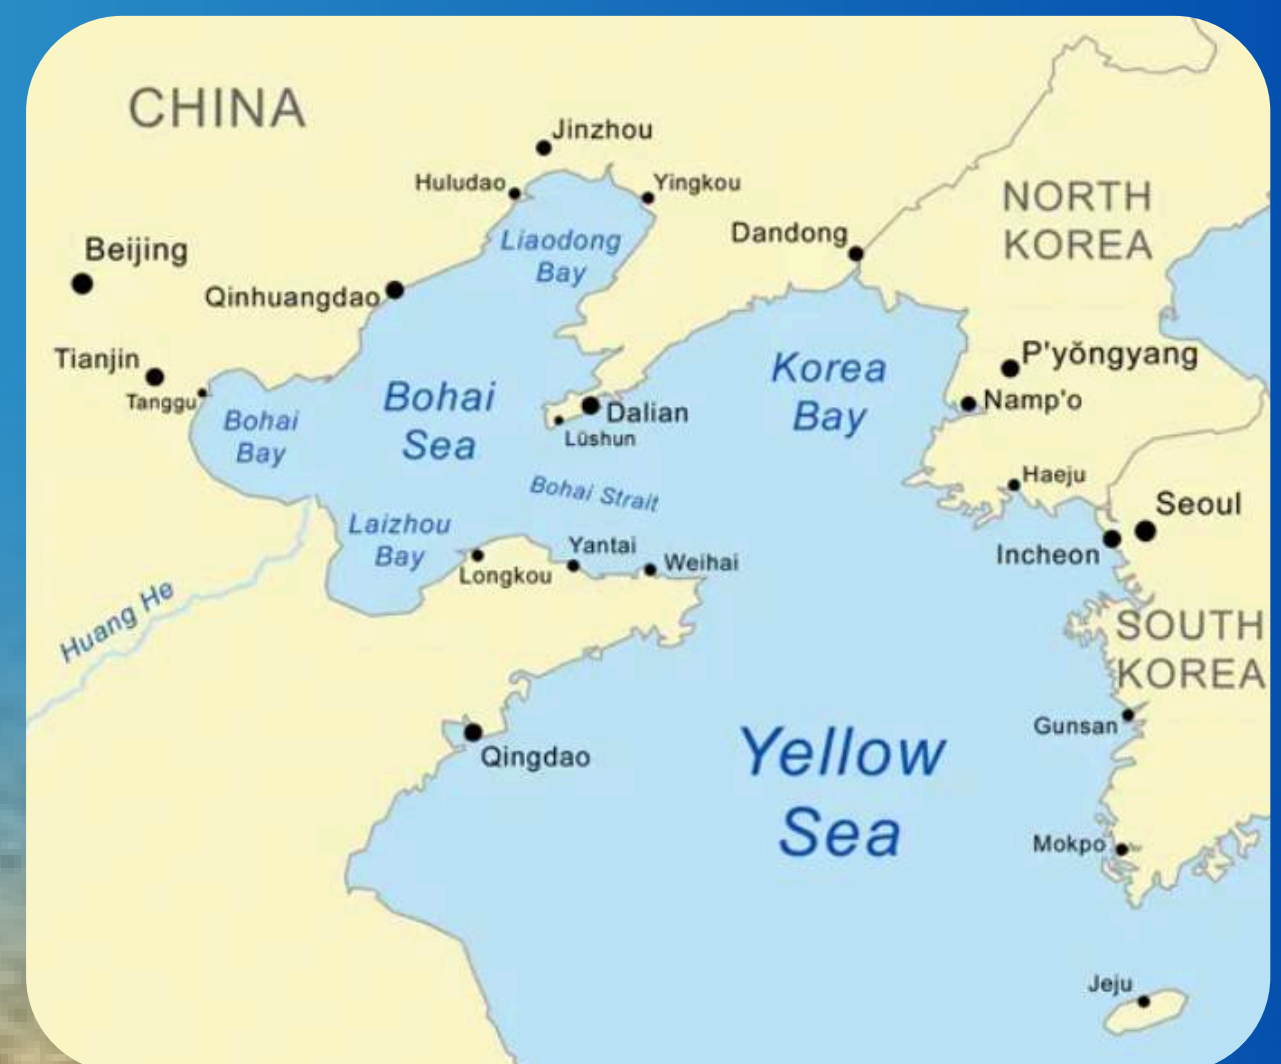 CHINA
Jinzhou
Huludao
Yingkou
NORTH
KOREA
Dandong
Liaodong
Bay
Beijing
Qinhuangdao
Tianjin
Tanggu
Bohai
Bay
Bohai
Sea
Dalian
Lüshun
Korea
Bay
P'yŏngyang
Namp'o
Haeju
Seoul
Incheon
Bohai Strait
Laizhou
Bay
Longkou
Yantai
Weihai
Huang He
SOUTH
KOREA
Gunsan
Qingdao
Yellow
Sea
Mokpo
Jeju